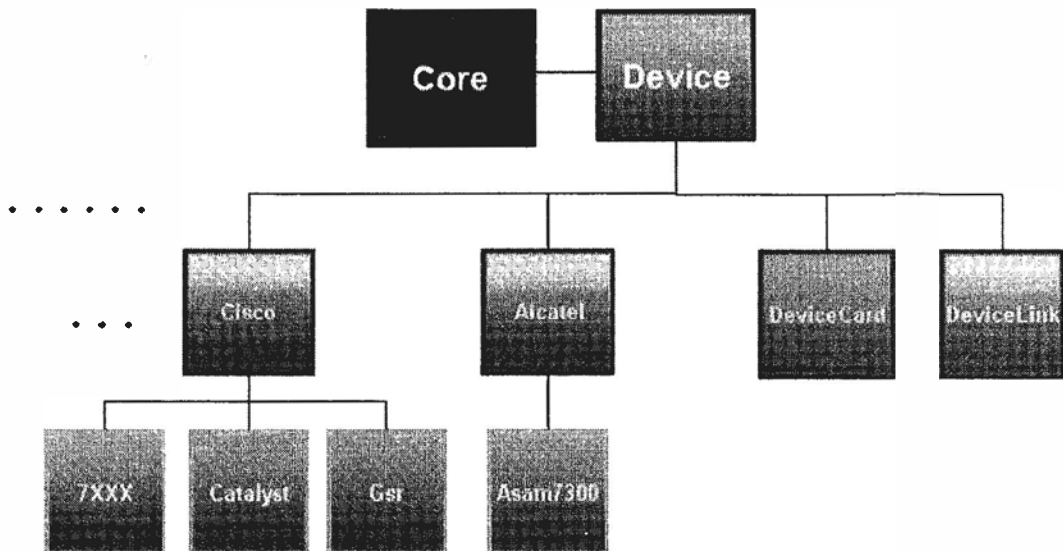 Core
Device
Cisco
Alcatel
DeviceCard
DeviceLink
7XXX
Catalyst
Gsr
Asam7300